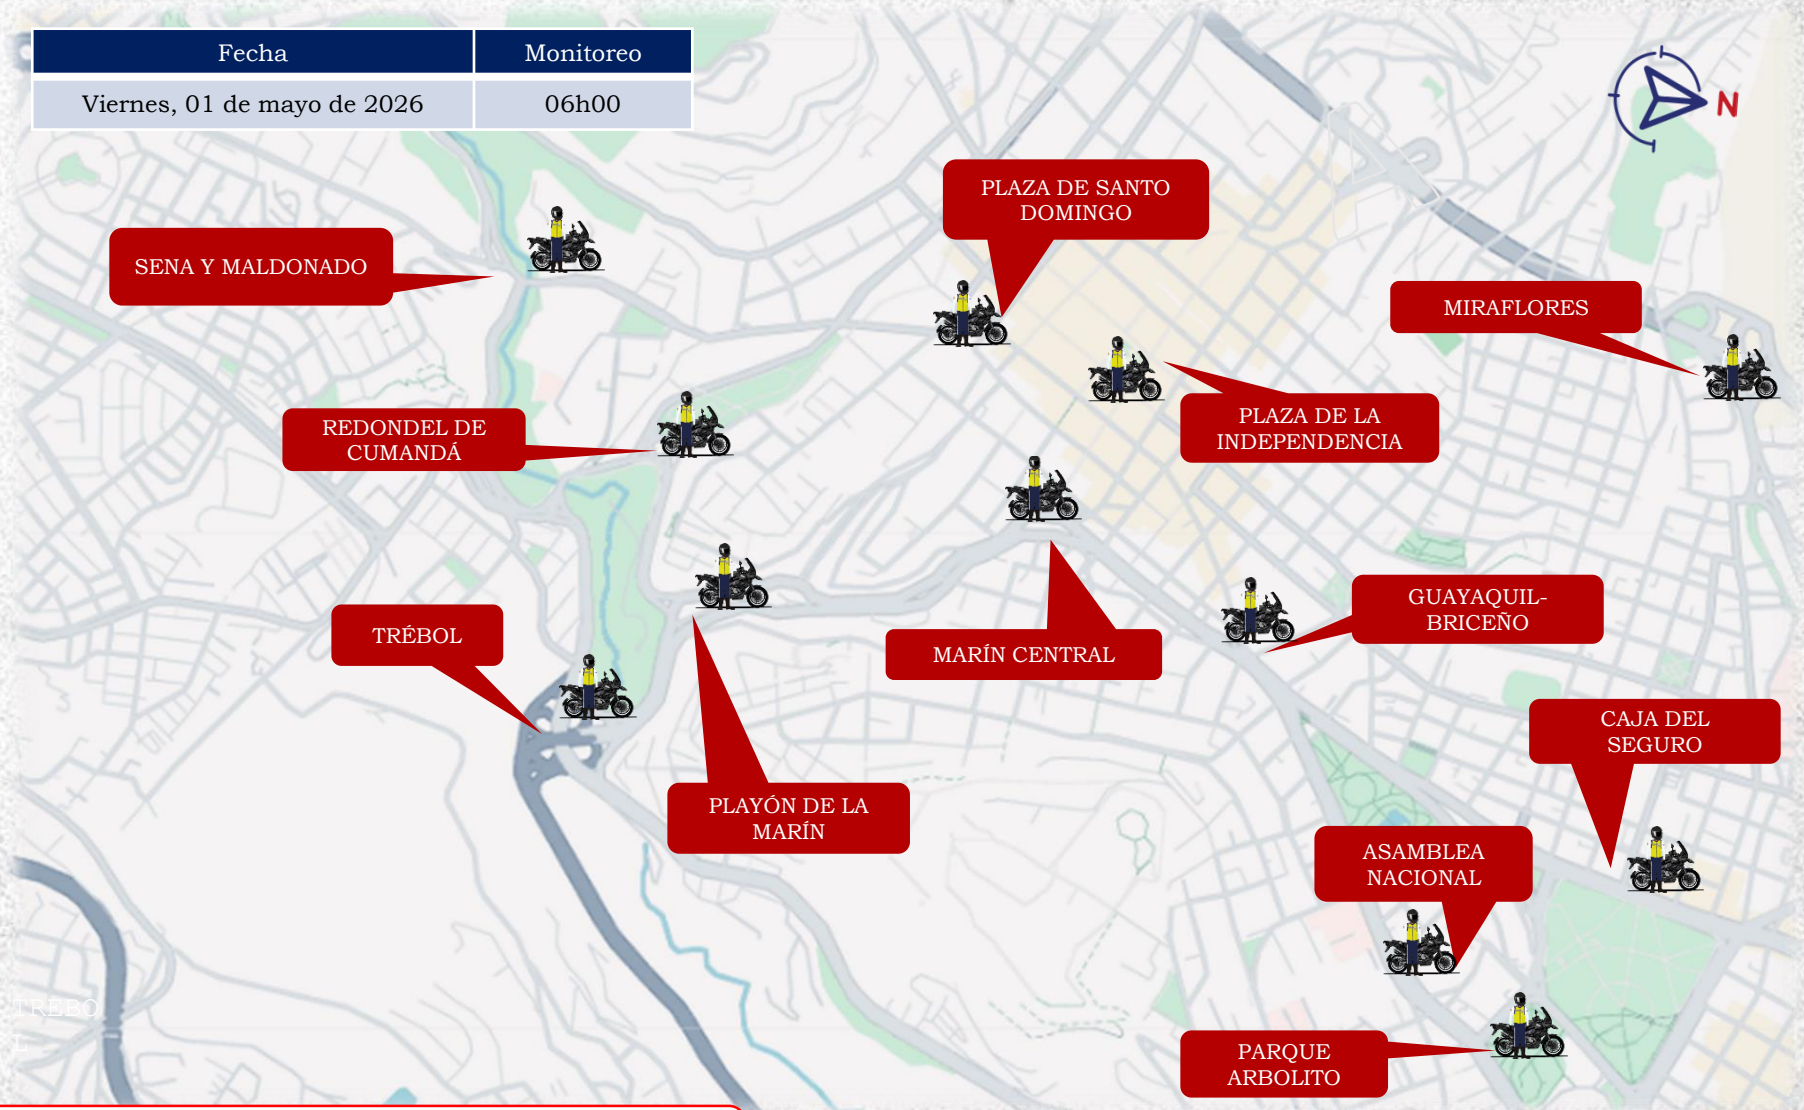 Fecha
Monitoreo
Viernes, 01 de mayo de 2026
06h00
N
PLAZA DE SANTO
DOMINGO
SENA Y MALDONADO
MIRAFLORES
PLAZA DE LA
INDEPENDENCIA
REDONDEL DE
CUMANDÁ
GUAYAQUIL-
BRICEÑO
TRÉBOL
MARÍN CENTRAL
CAJA DEL
SEGURO
PLAYÓN DE LA
MARÍN
ASAMBLEA
NACIONAL
TREBO
L
PARQUE
ARBOLITO